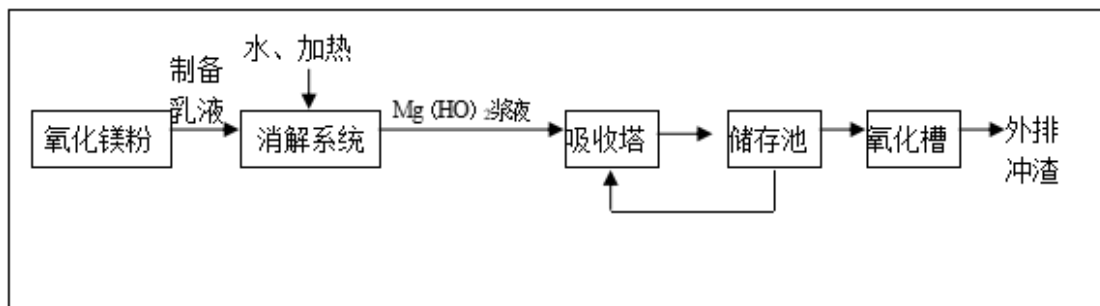 水、加热
制备
乳液
Mg (HO) ₂浆液
氧化镁粉
消解系统
吸收塔
储存池
氧化槽
外排
冲渣